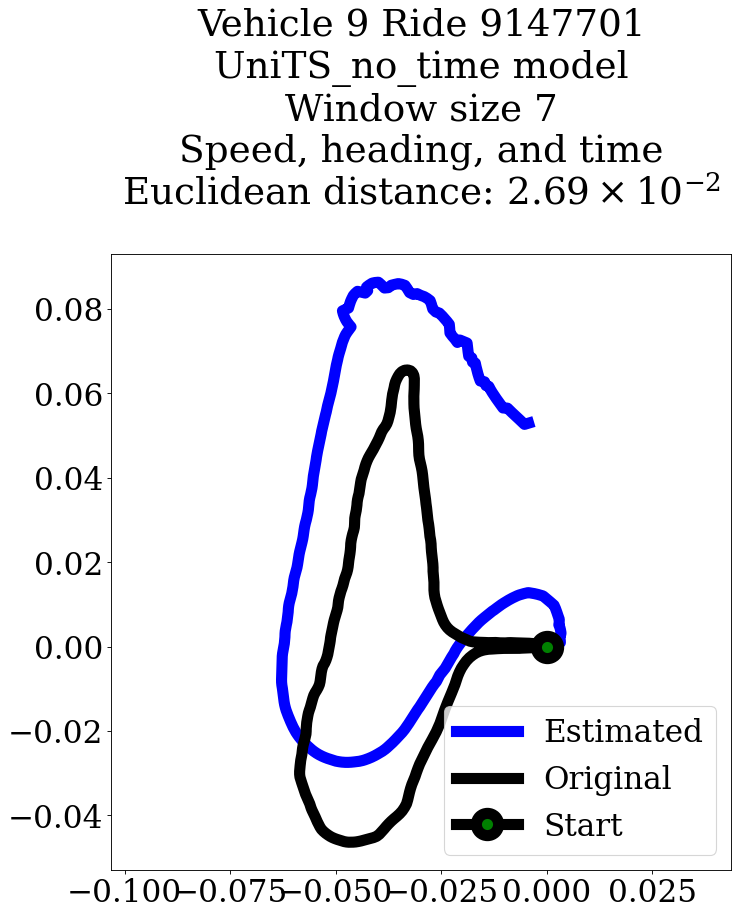 Vehicle 9 Ride 9147701
UniTS_no_time model
Window size 7
Speed, heading, and time
Euclidean distance: 2.69 × 10⁻²
0.08
0.06
0.04
0.02
0.00
−0.02
−0.04
Estimated
Original
Start
−0.100 −0.075 −0.050 −0.025 0.000 0.025